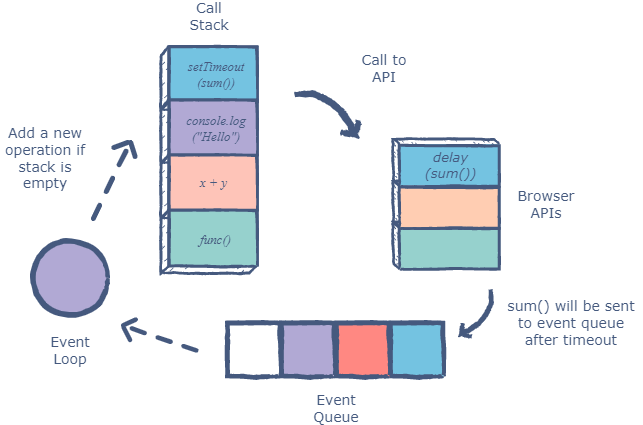 Call
Stack
setTimeout
(sum())
console.log
("Hello")
x + y
func()
Call to
API
delay
(sum())
Browser
APIs
sum() will be sent
to event queue
after timeout
Event
Queue
Event
Loop
Add a new
operation if
stack is
empty